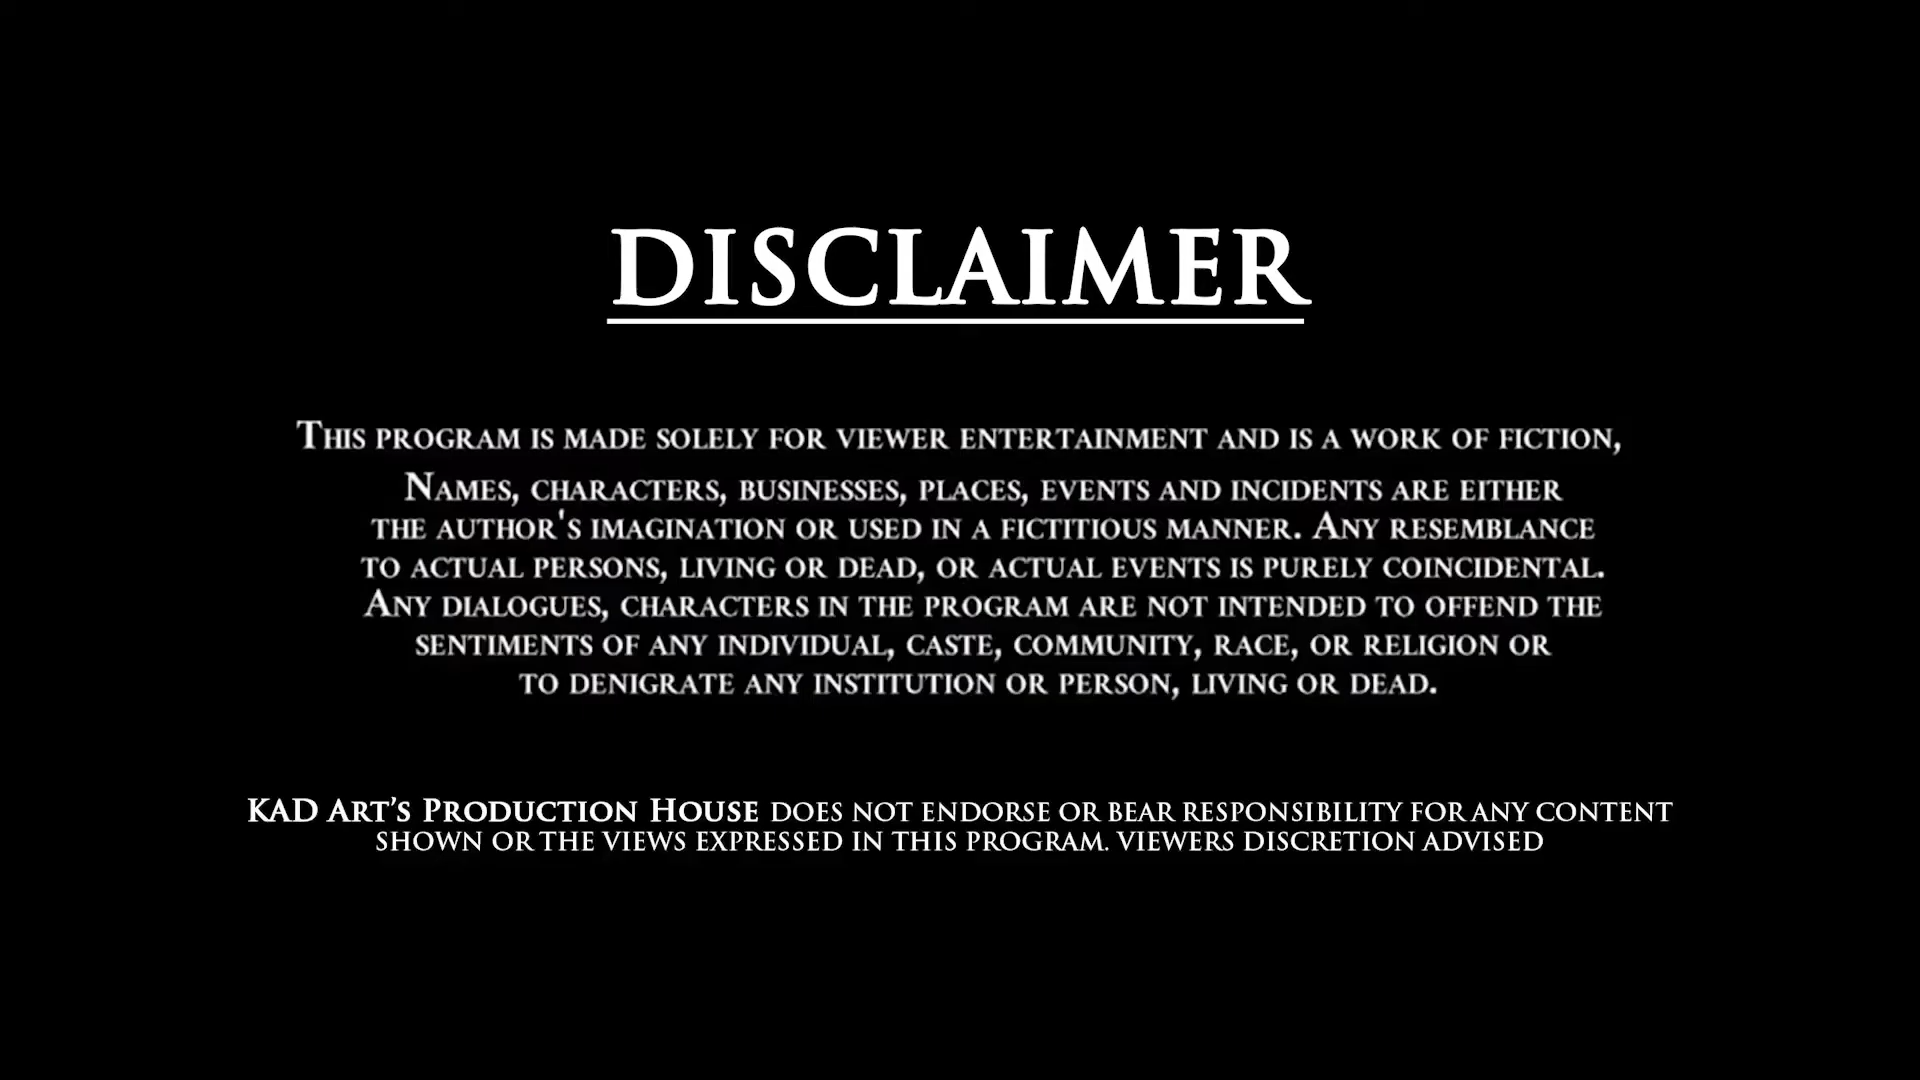 DISCLAIMER
This program is made solely for viewer entertainment and is a work of fiction,
Names, characters, businesses, places, events and incidents are either
the author's imagination or used in a fictitious manner. Any resemblance
to actual persons, living or dead, or actual events is purely coincidental.
Any dialogues, characters in the program are not intended to offend the
sentiments of any individual, caste, community, race, or religion or
to denigrate any institution or person, living or dead.
KAD Art’s Production House does not endorse or bear responsibility for any content
shown or the views expressed in this program. viewers discretion advised